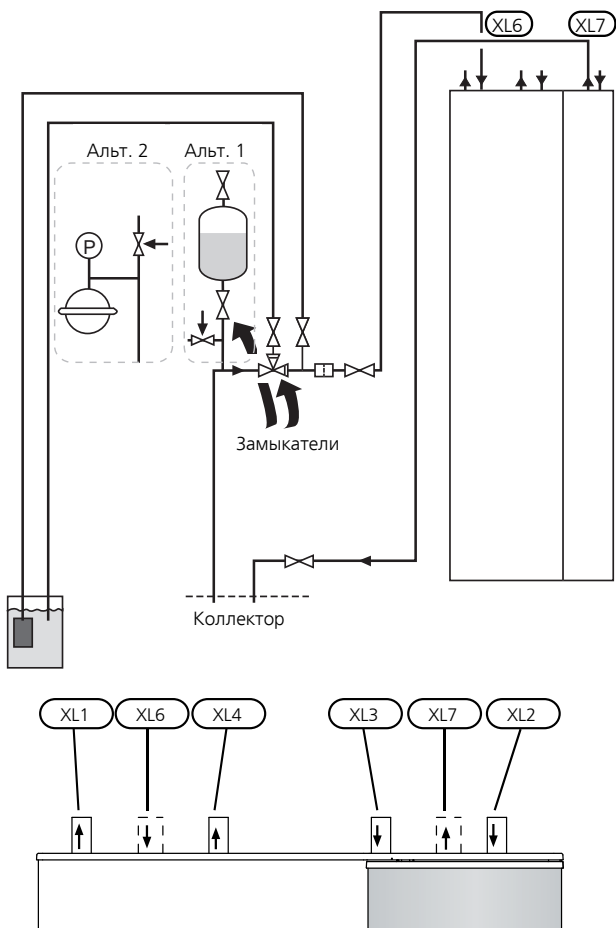 XL6 XL7
Альт. 2 Альт. 1
P
Замыкатели
Коллектор
XL1 XL6 XL4 XL3 XL7 XL2